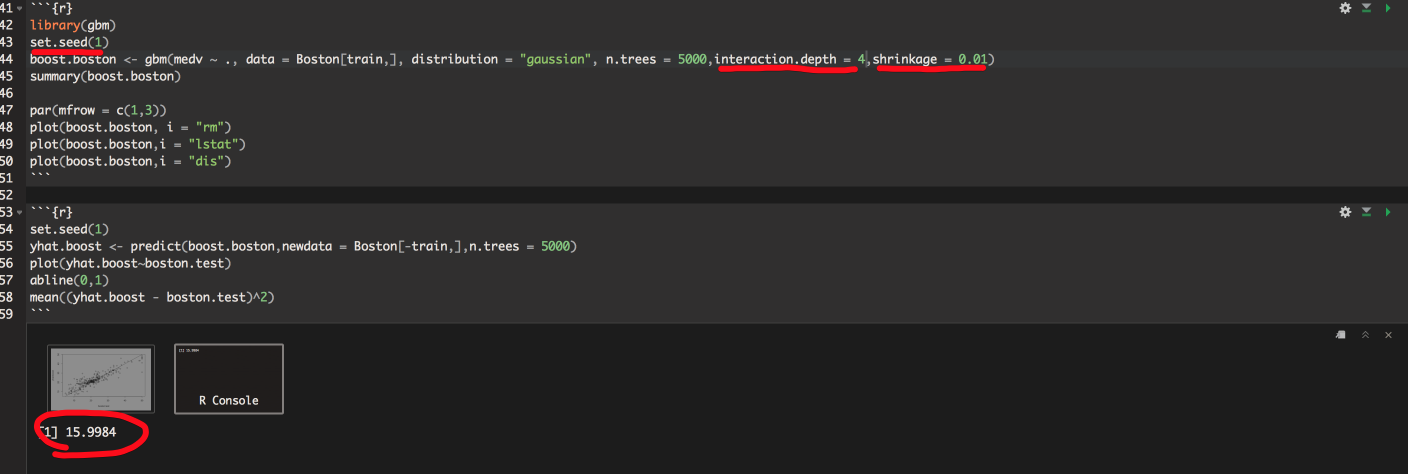 41 ```{r}
42 library(gbm)
43 set.seed(1)
44 boost.boston <- gbm(medv ~ ., data = Boston[train,], distribution = "gaussian", n.trees = 5000,interaction.depth = 4,shrinkage = 0.01)
45 summary(boost.boston)
46
47 par(mfrow = c(1,3))
48 plot(boost.boston, i = "rm")
49 plot(boost.boston,i = "lstat")
50 plot(boost.boston,i = "dis")
51 ```
52
53 ```{r}
54 set.seed(1)
55 yhat.boost <- predict(boost.boston,newdata = Boston[-train,],n.trees = 5000)
56 plot(yhat.boost~boston.test)
57 abline(0,1)
58 mean((yhat.boost - boston.test)^2)
59 ```
[1] 15.9984
R Console
[1] 15.9984